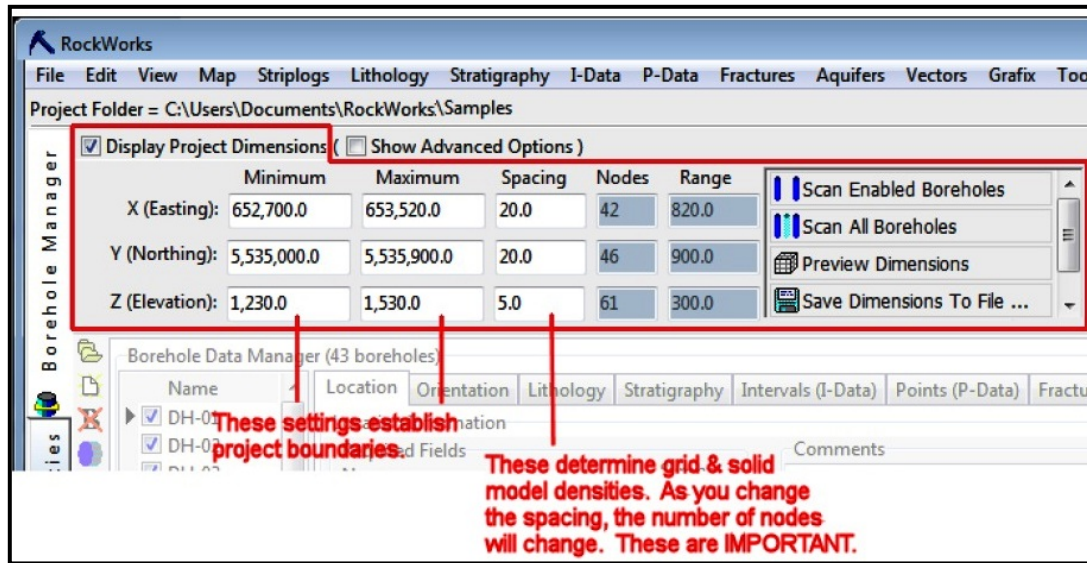 RockWorks
File Edit View Map Striplogs Lithology Stratigraphy I-Data P-Data Fractures Aquifers Vectors Grafix Too
Project Folder = C:\Users\Documents\RockWorks\Samples
Display Project Dimensions ( Show Advanced Options )
Minimum Maximum Spacing Nodes Range
X (Easting): 652,700.0 653,520.0 20.0 42 820.0
Y (Northing): 5,535,000.0 5,535,900.0 20.0 46 900.0
Z (Elevation): 1,230.0 1,530.0 5.0 61 300.0
Scan Enabled Boreholes
Scan All Boreholes
Preview Dimensions
Save Dimensions To File ...
Borehole Manager
Borehole Data Manager (43 boreholes)
Name
Location Orientation Lithology Stratigraphy Intervals (I-Data) Points (P-Data) Fractu
DH-01
Fields
Comments
These settings establish
project boundaries.
These determine grid & solid
model densities. As you change
the spacing, the number of nodes
will change. These are IMPORTANT.